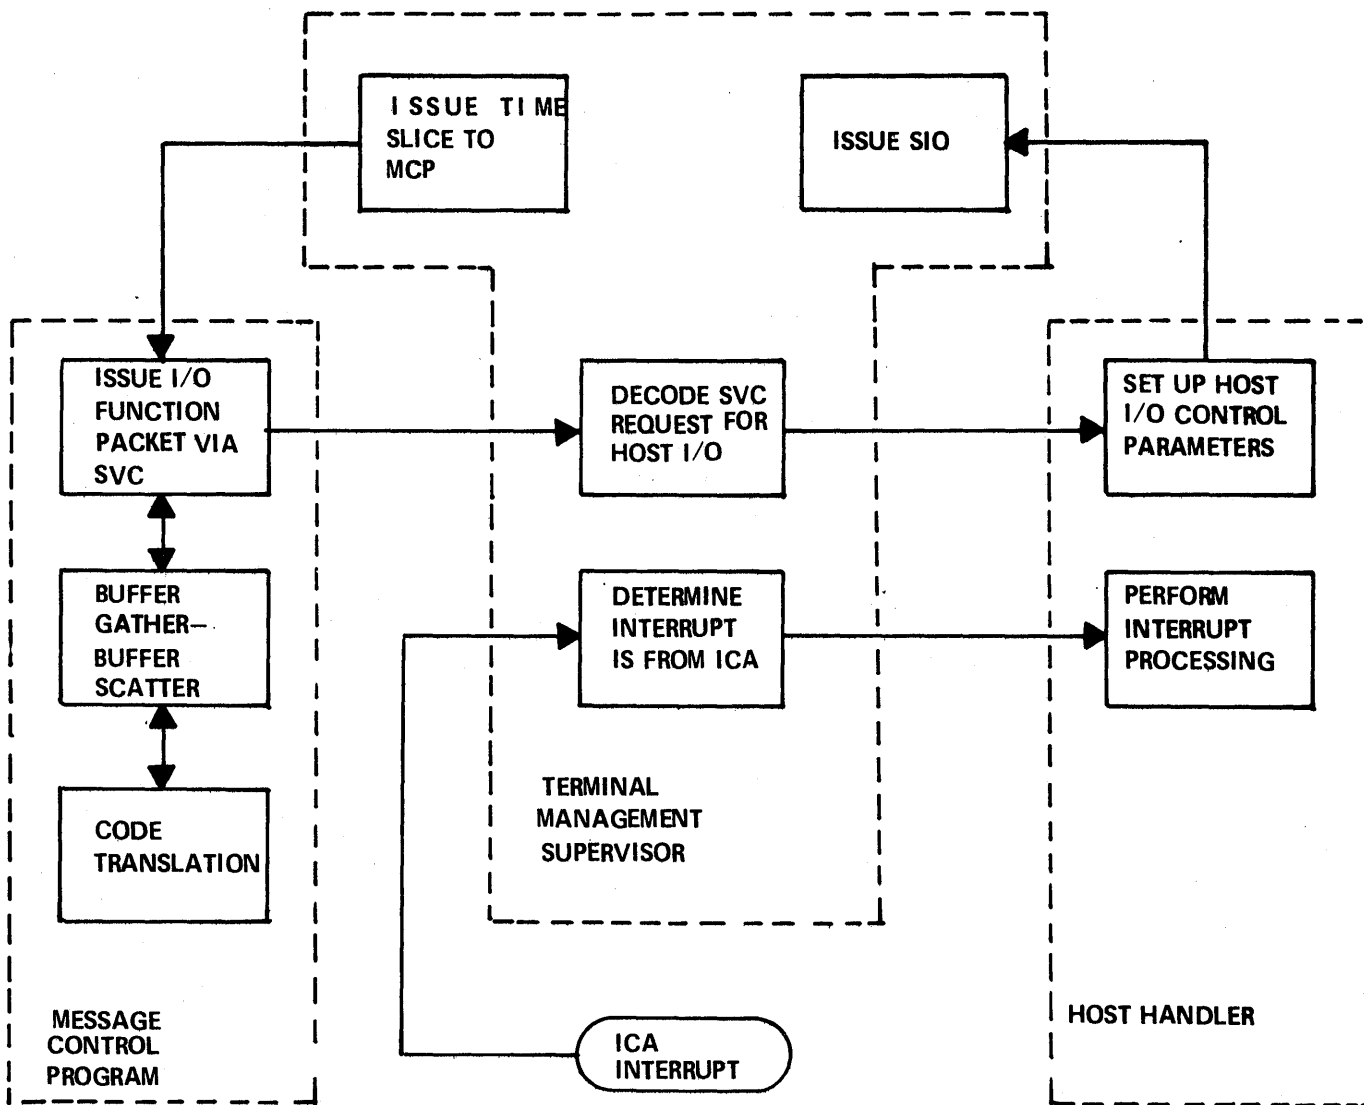 ISSUE TIME
SLICE TO
MCP
ISSUE SIO
ISSUE I/O
FUNCTION
PACKET VIA
SVC
DECODE SVC
REQUEST FOR
HOST I/O
SET UP HOST
I/O CONTROL
PARAMETERS
BUFFER
GATHER—
BUFFER
SCATTER
DETERMINE
INTERRUPT
IS FROM ICA
PERFORM
INTERRUPT
PROCESSING
CODE
TRANSLATION
TERMINAL
MANAGEMENT
SUPERVISOR
MESSAGE
CONTROL
PROGRAM
ICA
INTERRUPT
HOST HANDLER